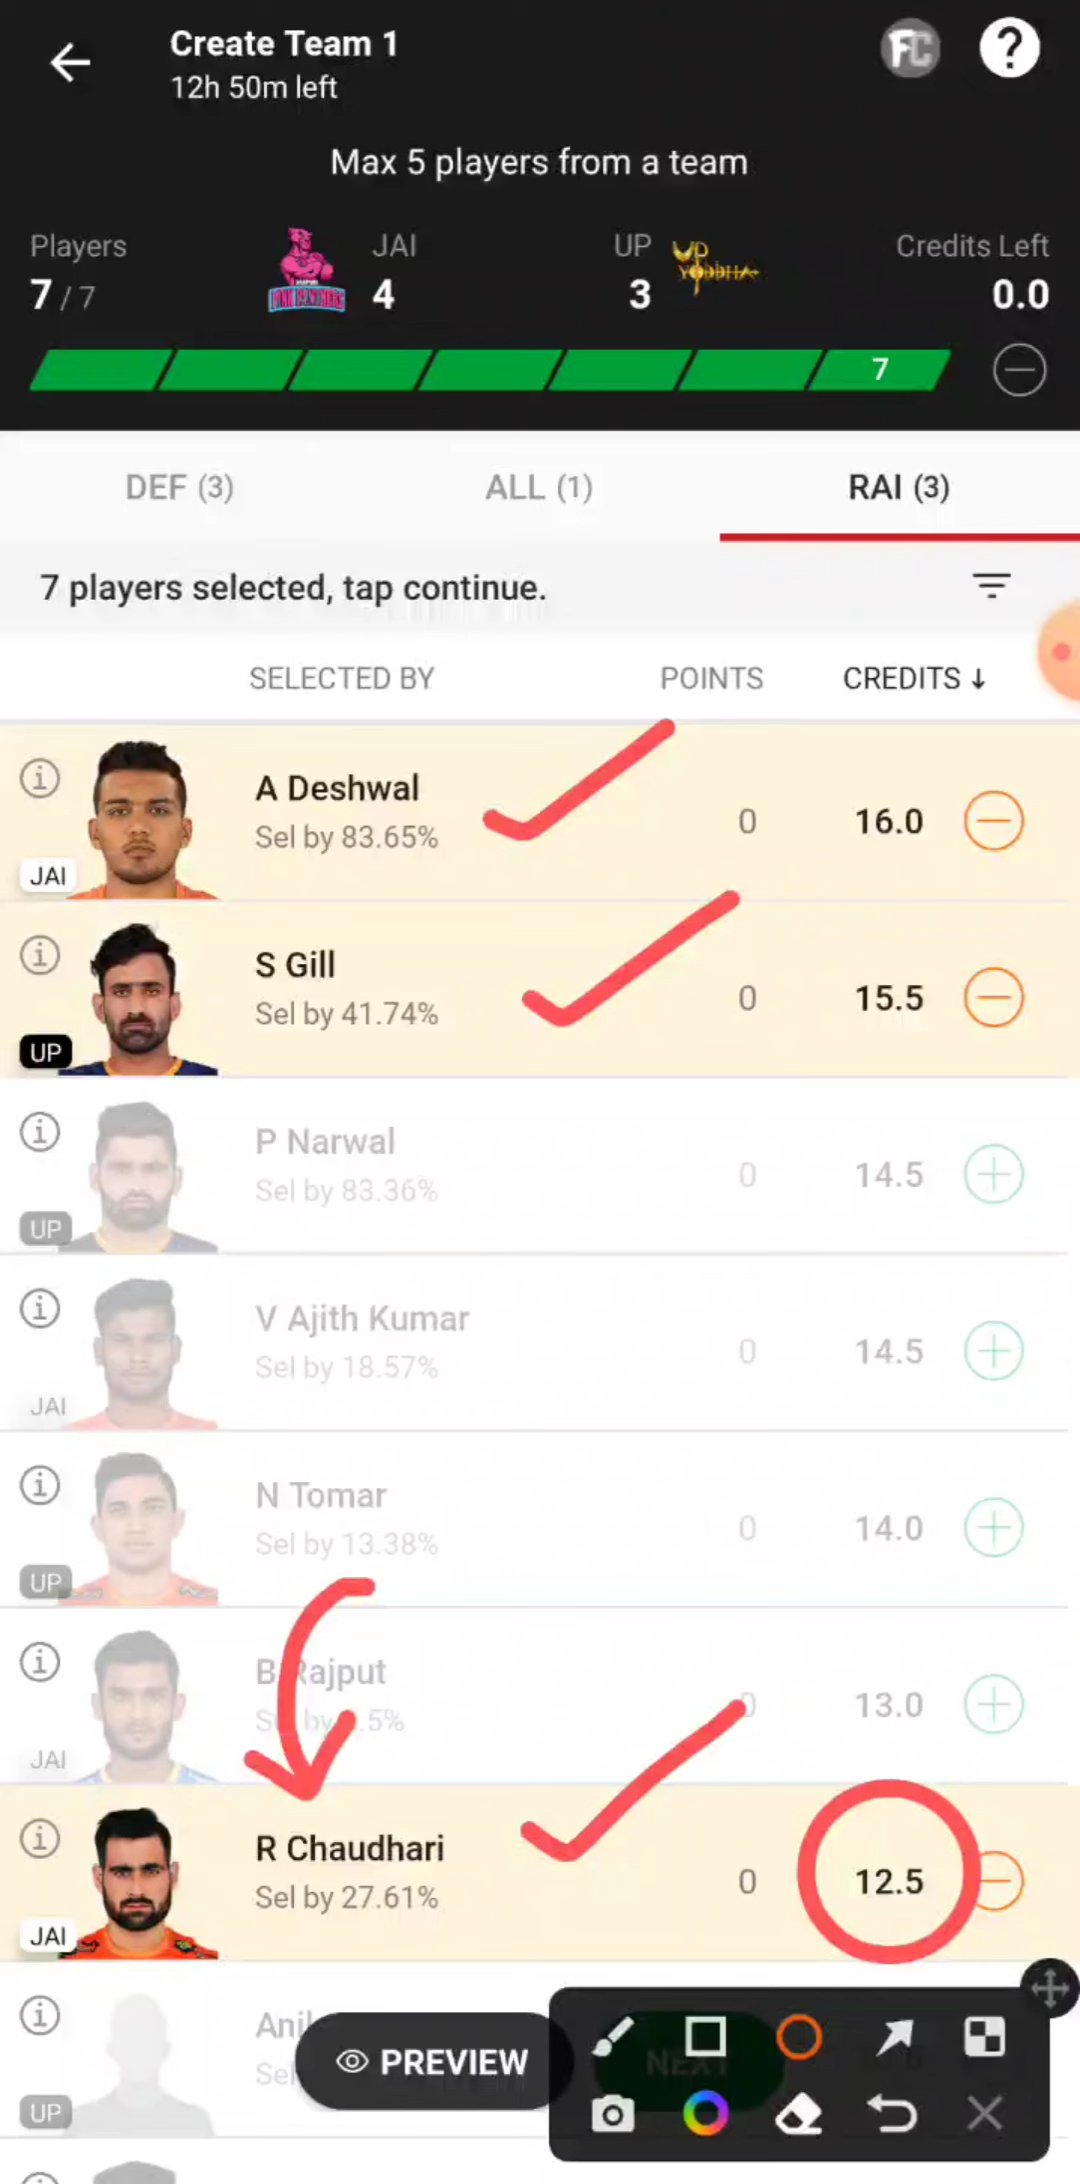 Create Team 1
12h 50m left
FC ?
Max 5 players from a team
Players JAI UP Credits Left
7 / 7 4 3 0.0
7
DEF (3) ALL (1) RAI (3)
7 players selected, tap continue.
SELECTED BY POINTS CREDITS ↓
A Deshwal
Sel by 83.65% 0 16.0
JAI
S Gill
Sel by 41.74% 0 15.5
UP
P Narwal
Sel by 83.36% 0 14.5
UP
V Ajith Kumar
Sel by 18.57% 0 14.5
JAI
N Tomar
Sel by 13.38% 0 14.0
UP
B Rajput
0 13.0
JAI
R Chaudhari
Sel by 27.61% 0 12.5
JAI
UP
PREVIEW NEXT